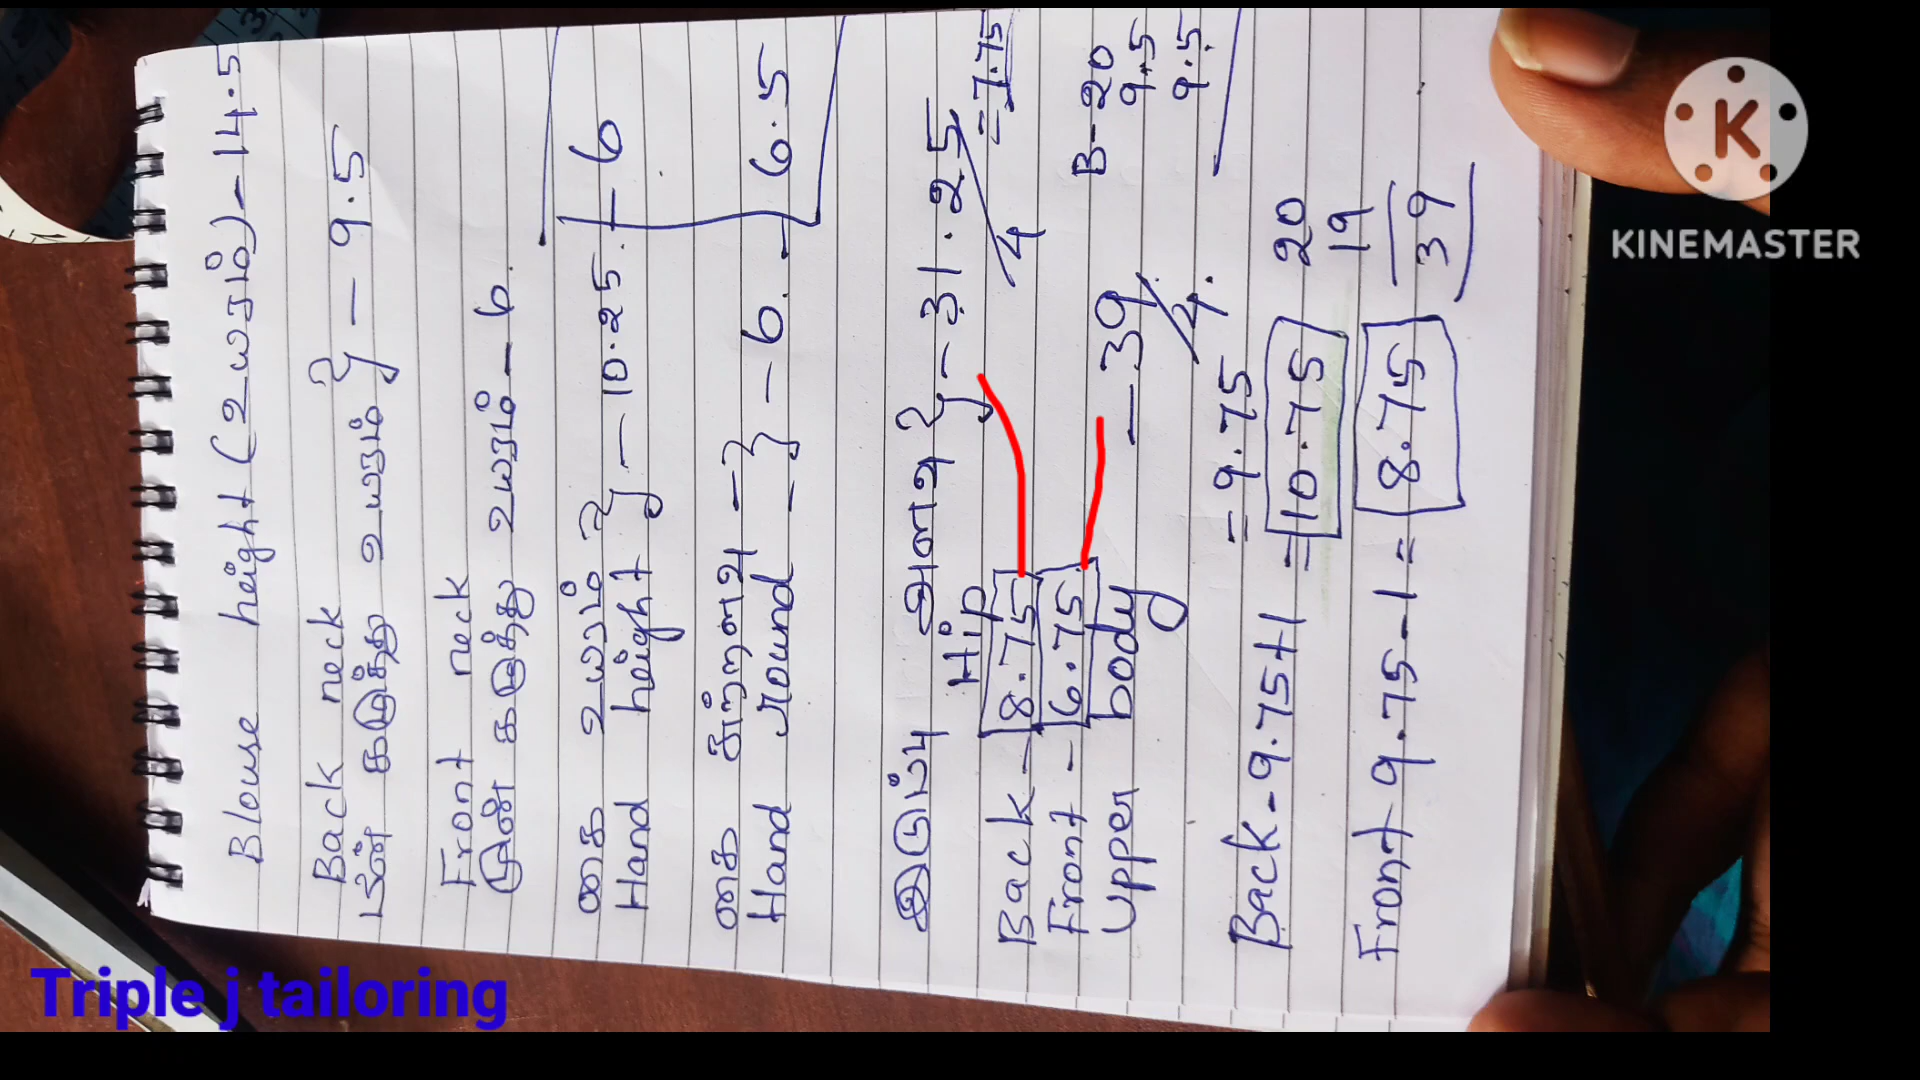 Blouse height (உயரம்) - 14.5
Back neck
பின் கழுத்து உயரம் } - 9.5
Front neck
முன் கழுத்து உயரம் - 6.
கை உயரம்
Hand height } - 10.25. - 6
கை சுற்றளவு -
Hand round - } - 6. - 6.5
இடுப்பு அளவு
Hip } - 31.25/4 = 7.75
Back - 8.75
Front - 6.75
Upper body - 39/4.
B-20
9.5
9.5
= 9.75
Back - 9.75+1 = 10.75
Front 9.75-1 = 8.75
20
19
39
K
KINEMASTER
Triple j tailoring